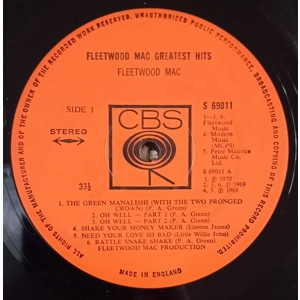 ALL RIGHTS OF THE MANUFACTURER AND OF THE OWNER OF THE RECORDED WORK RESERVED. UNAUTHORIZED PUBLIC PERFORMANCE, BROADCASTING AND COPYING OF THIS RECORD PROHIBITED.
FLEETWOOD MAC GREATEST HITS
FLEETWOOD MAC
SIDE 1
STEREO
33⅓
CBS
S 69011
1—3, 6.
Fleetwood
Music
4. Modern
Music
(MCPS)
5. Peter Maurice
Music Co.
Ltd.
S 69011 A
1. ℗ 1970
2, 3, 6. ℗ 1969
4, 5. ℗ 1968
1. THE GREEN MANALISHI (WITH THE TWO PRONGED
CROWN) (P. A. Green)
2. OH WELL — PART 1 (P. A. Green)
3. OH WELL — PART 2 (P. A. Green)
4. SHAKE YOUR MONEY MAKER (Elmore James)
5. NEED YOUR LOVE SO BAD (Little Willie John)
6. RATTLE SNAKE SHAKE (P. A. Green)
FLEETWOOD MAC PRODUCTION
MADE IN ENGLAND